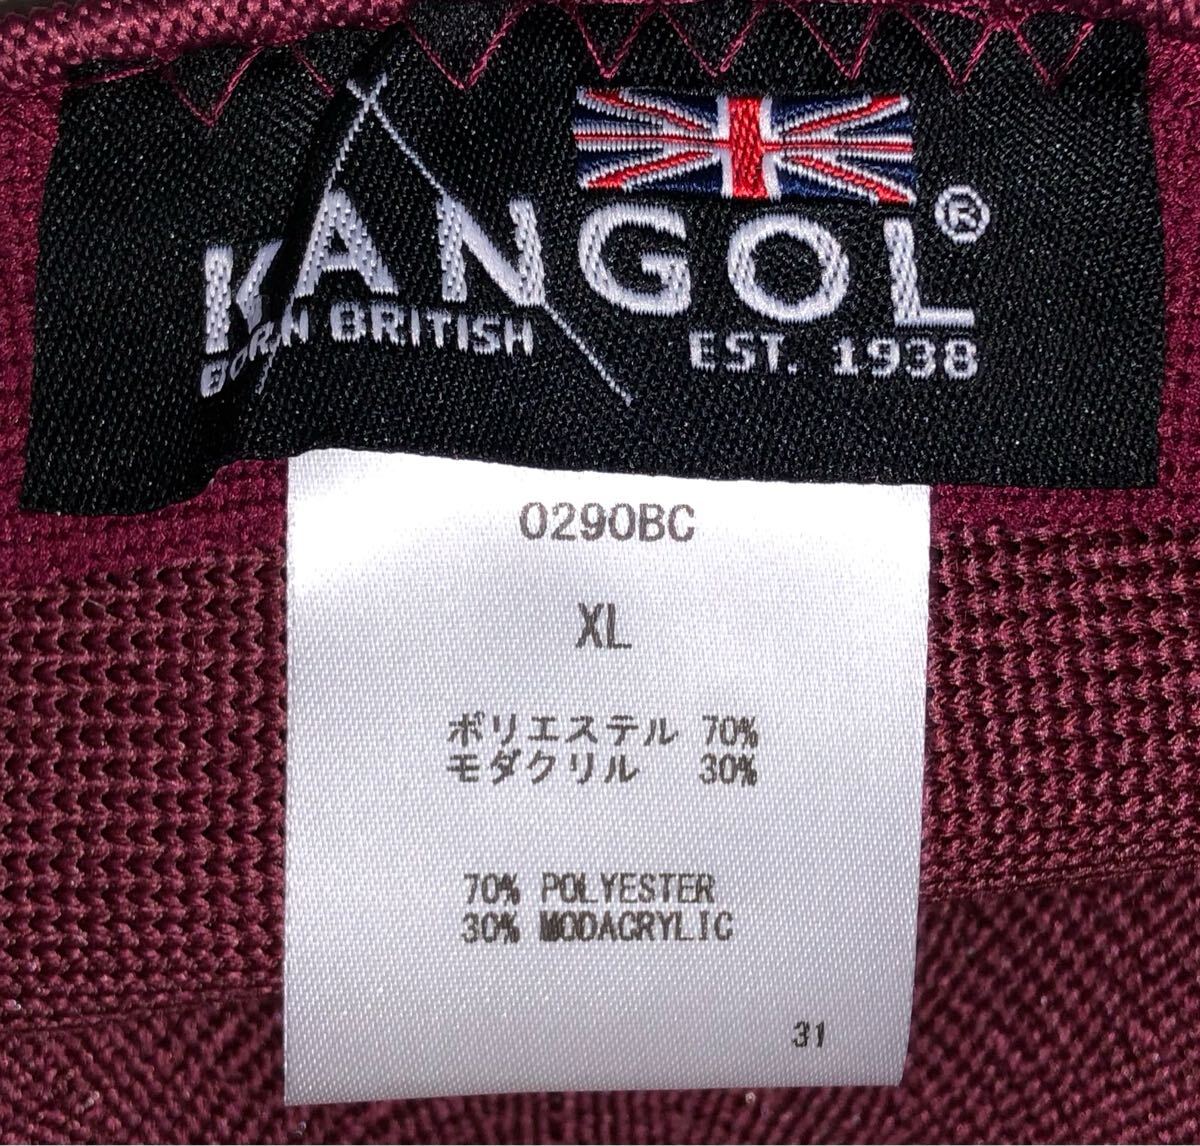 KANGOL®
BORN BRITISH EST. 1938
0290BC
XL
ポリエステル 70%
モダクリル 30%
70% POLYESTER
30% MODACRYLIC
31